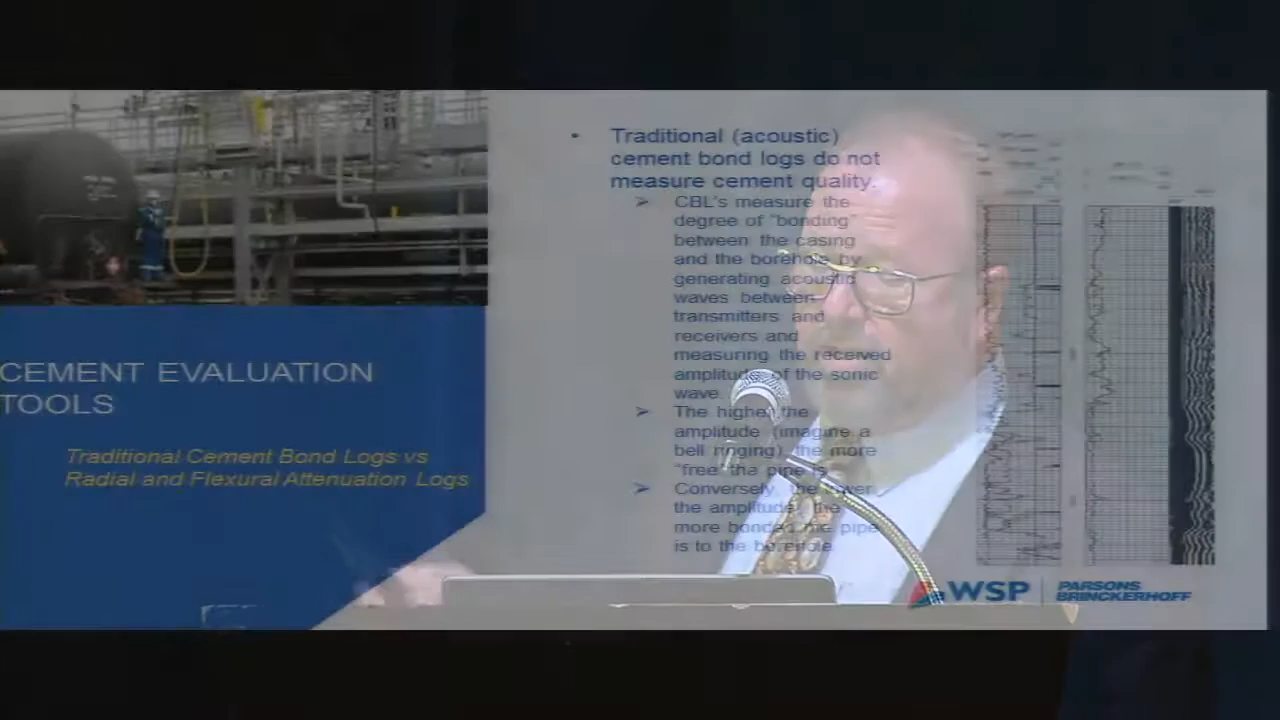 CEMENT EVALUATION
TOOLS
Traditional Cement Bond Logs vs
Radial and Flexural Attenuation Logs
• Traditional (acoustic)
cement bond logs do not
measure cement quality.
➢ CBL's measure the
degree of "bonding"
between the casing
and the borehole by
generating acoustic
waves between
transmitters and
receivers and
measuring the received
amplitude of the sonic
wave.
➢ The higher the
amplitude (imagine a
bell ringing), the more
"free" the pipe is
➢ Conversely, the lower
the amplitude, the
more bonded the pipe
is to the borehole
WSP | PARSONS
BRINCKERHOFF